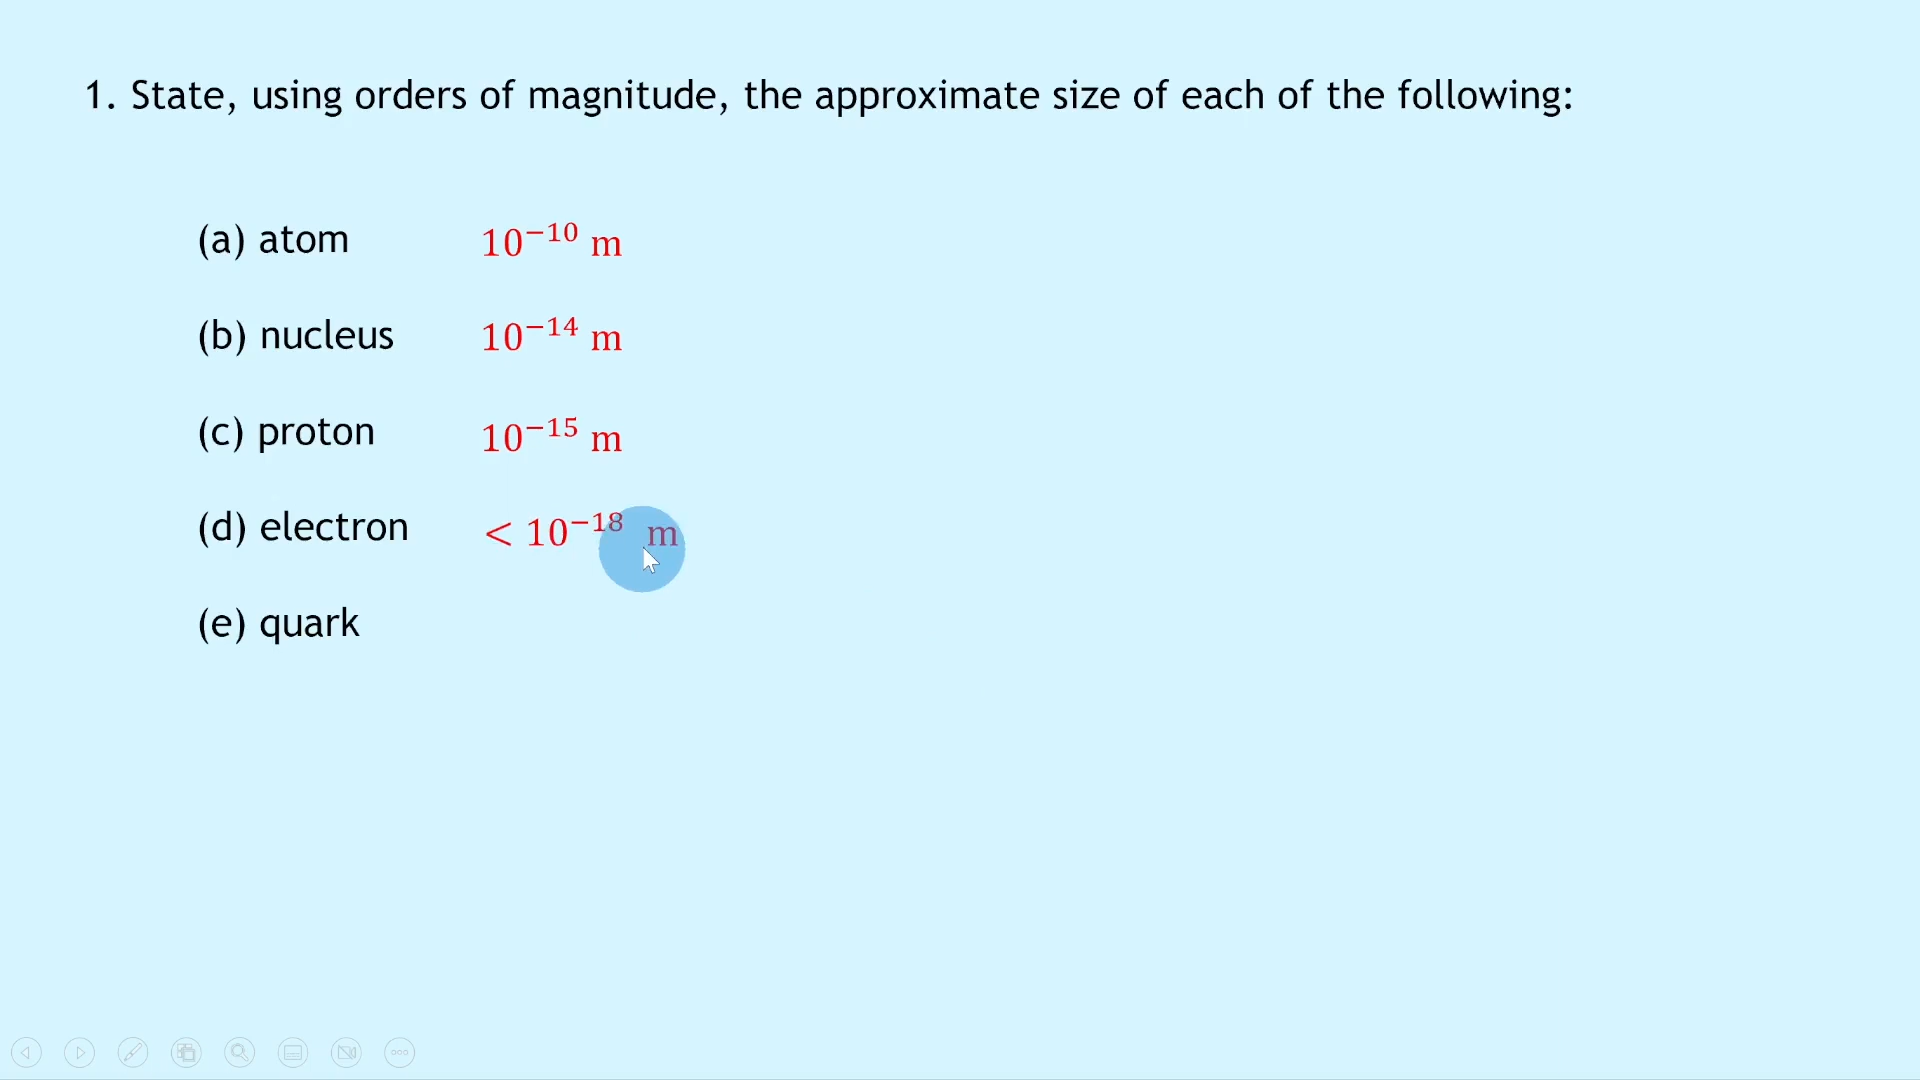 1. State, using orders of magnitude, the approximate size of each of the following:
(a) atom 10⁻¹⁰ m
(b) nucleus 10⁻¹⁴ m
(c) proton 10⁻¹⁵ m
(d) electron < 10⁻¹⁸ m
(e) quark